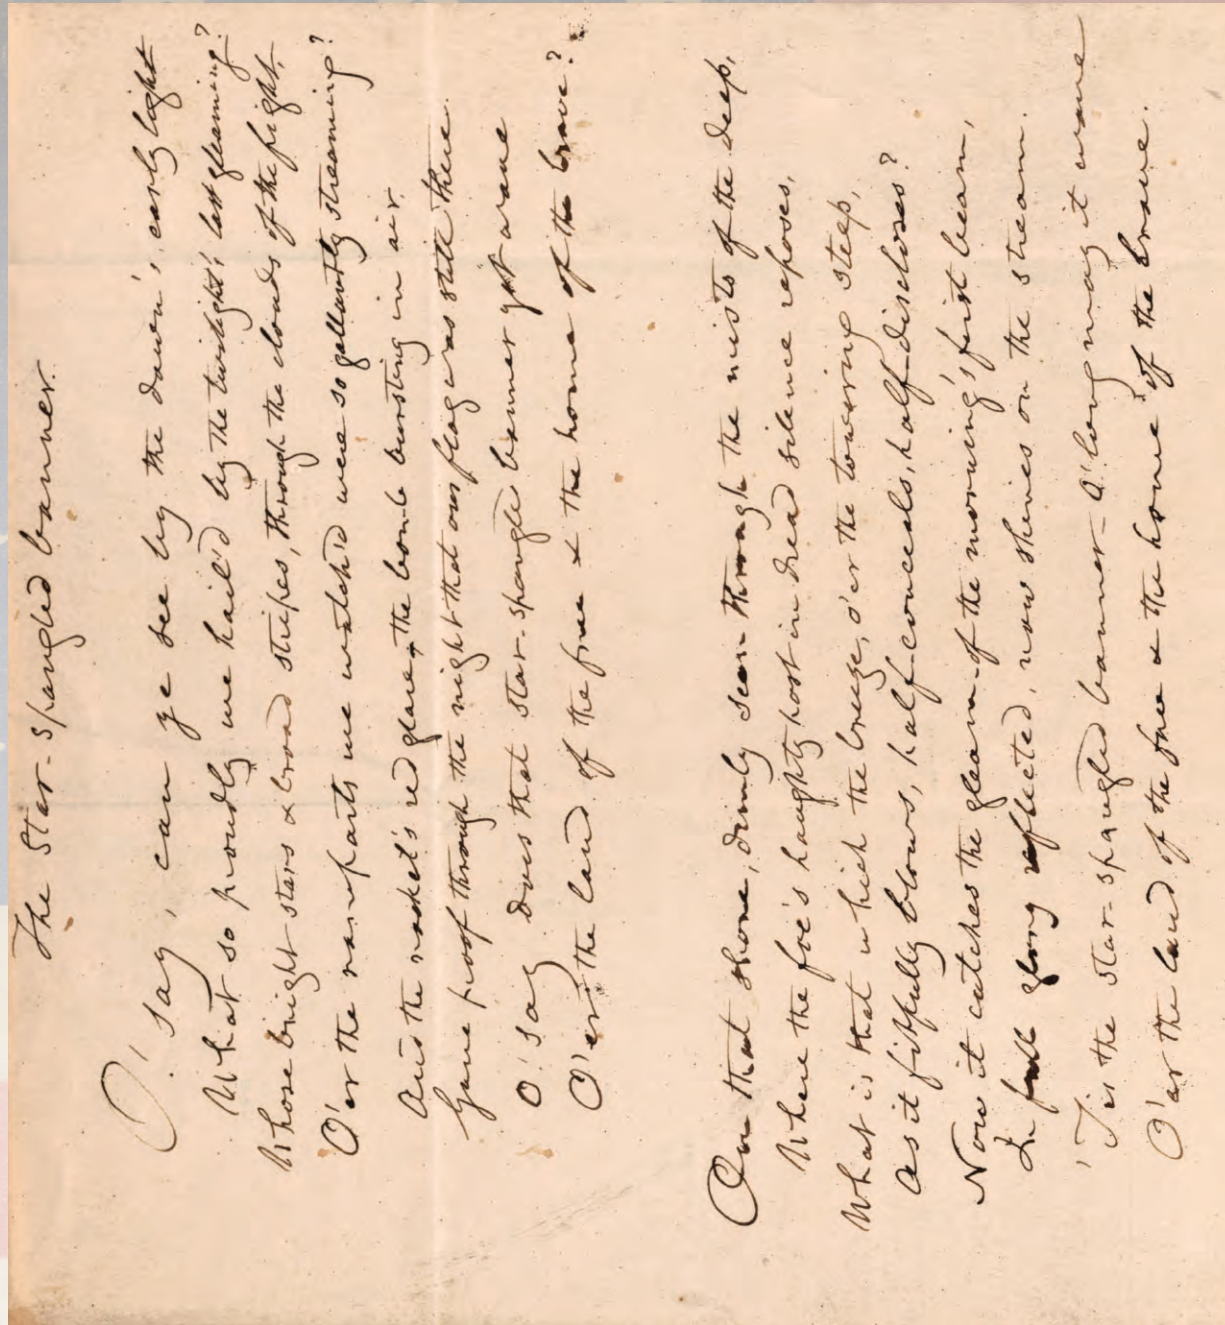 The Star-spangled banner.
O! say, can ye see by the dawn's early light
What so proudly we hail'd by the twilight's last gleaming?
Whose bright stars & broad stripes, through the clouds of the fight,
O'er the ramparts we watch'd were so gallantly streaming?
And the rocket's red glare, the bomb bursting in air
Gave proof through the night that our flag was still there
O! say does that star-spangled banner yet wave
O'er the land of the free & the home of the brave?
On that shore, dimly seen through the mists of the deep,
Where the foe's haughty host in dread silence reposes,
What is that which the breeze, o'er the towering steep,
As it fitfully blows, half conceals, half discloses?
Now it catches the gleam of the morning's first beam,
In full glory reflected, now shines on the stream.
'Tis the star-spangled banner - O! long may it wave
O'er the land of the free & the home of the brave.